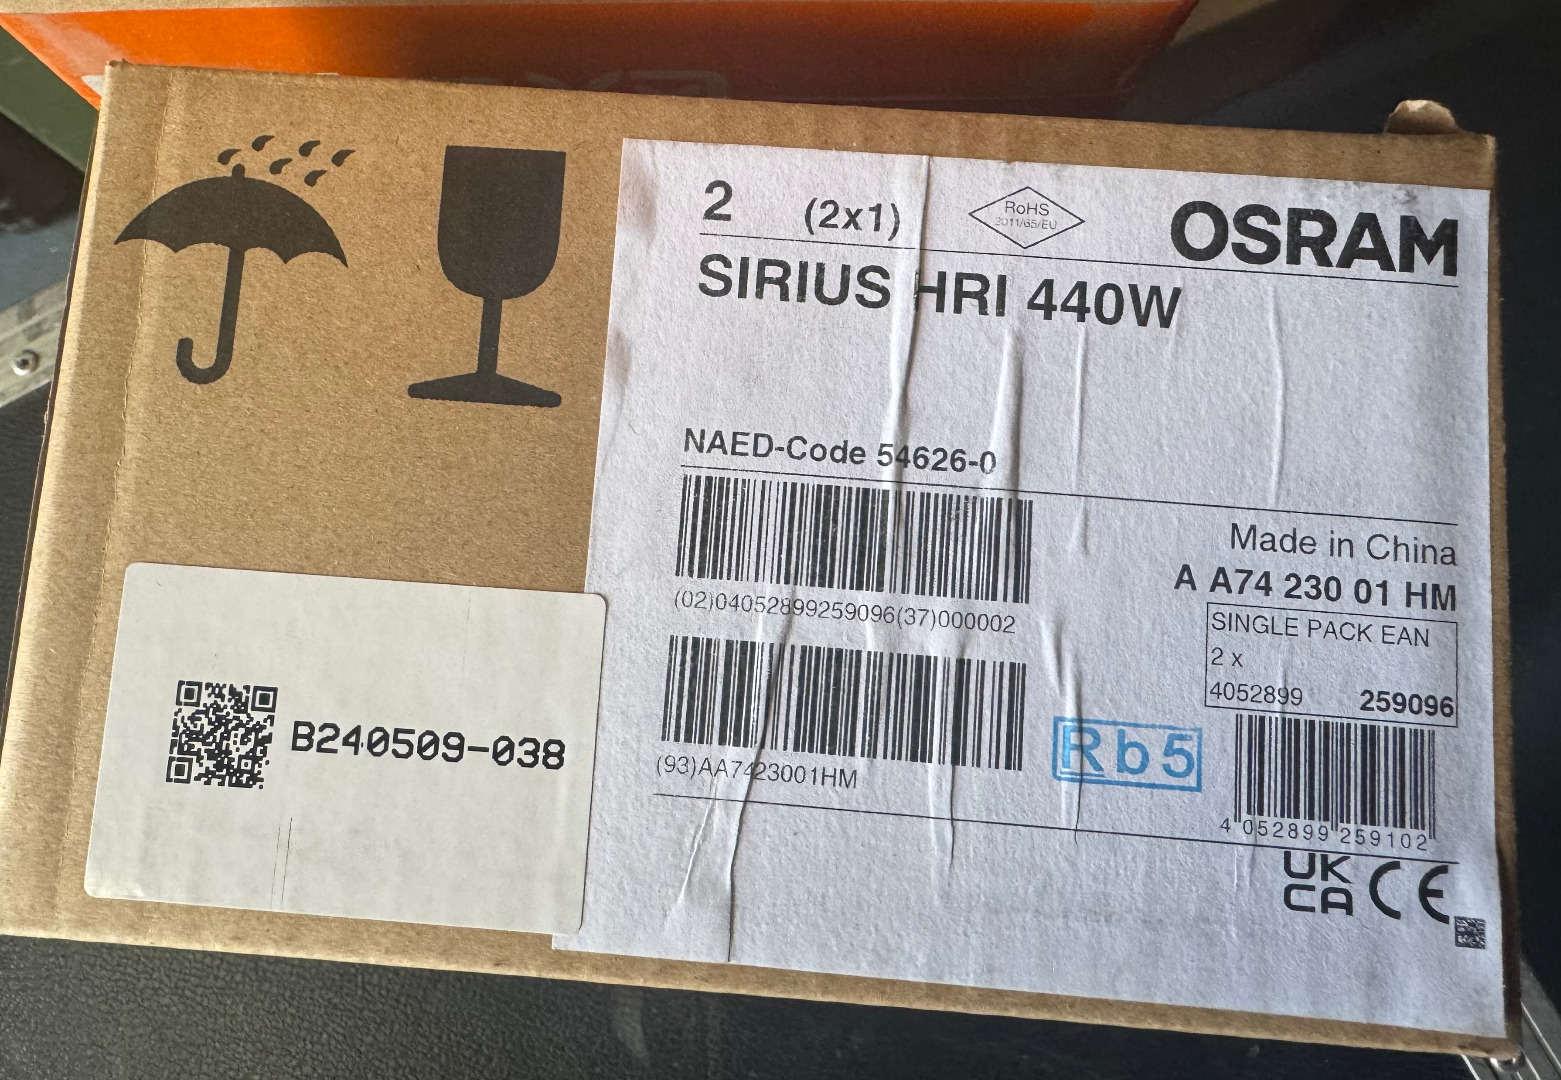 2 (2x1)
RoHS
2011/65/EU
OSRAM
SIRIUS HRI 440W
NAED-Code 54626-0
(02)04052899259096(37)000002
(93)AA7423001HM
Made in China
A A74 230 01 HM
SINGLE PACK EAN
2 x
4052899 259096
Rb5
4 052899 259102
UK
CA CE
B240509-038